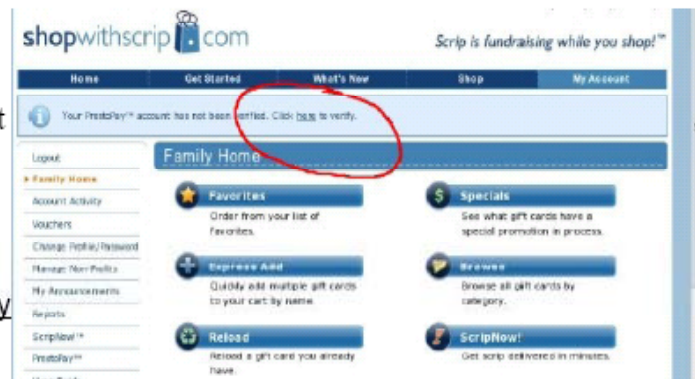 shopwithscrip.com
Scrip is fundraising while you shop!™
Home Get Started What's New Shop My Account
Your PrestoPay™ account has not been verified. Click here to verify.
Family Home
Logout
Family Home
Account Activity
Vouchers
Change Profile/Password
Manage Non-Profits
My Announcements
Reports
ScripNow!™
PrestoPay™
Favorites
Order from your list of
favorites.
Specials
See what gift cards have a
special promotion in process.
Express Add
Quickly add multiple gift cards
to your cart by name.
Browse
Browse all gift cards by
category.
Reload
Reload a gift card you already
have.
ScripNow!
Get scrip delivered in minutes.